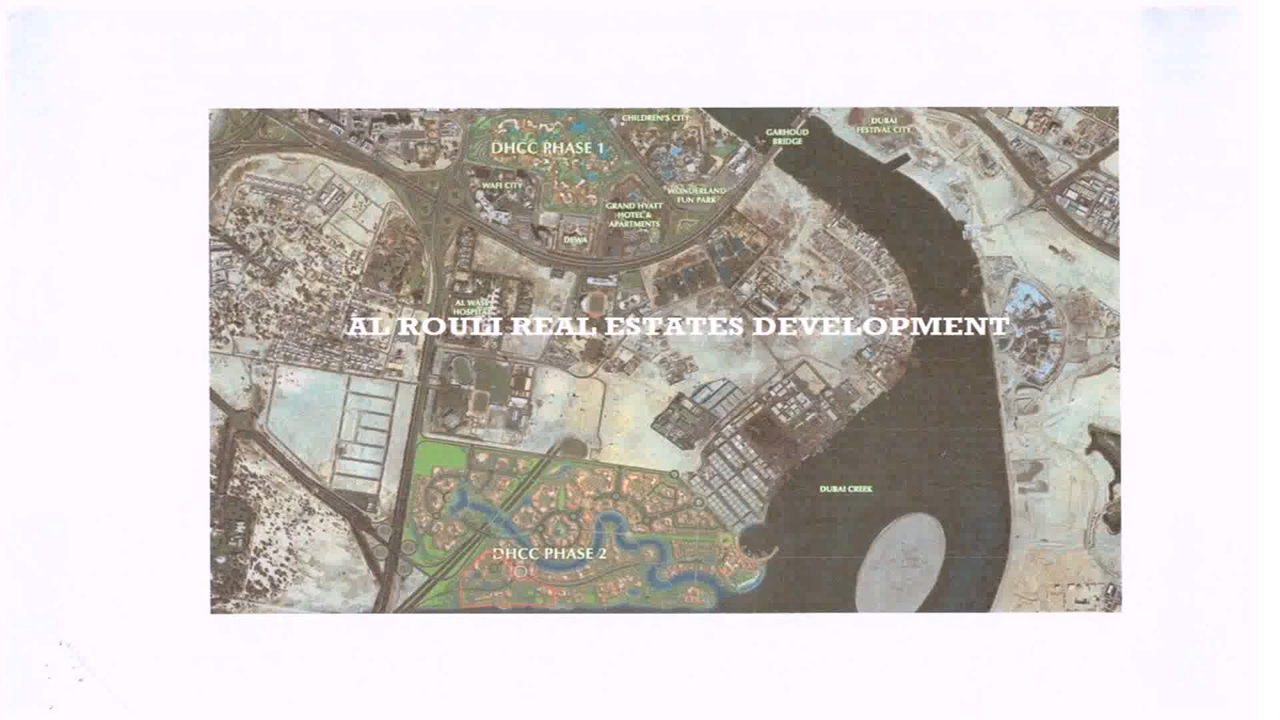 CHILDREN'S CITY
DUBAI
FESTIVAL CITY
GARHOUD
BRIDGE
DHCC PHASE 1
WAFI CITY
WONDERLAND
FUN PARK
GRAND HYATT
HOTEL &
APARTMENTS
DEWA
AL WASL
HOSPITAL
AL ROULI REAL ESTATES DEVELOPMENT
DUBAI CREEK
DHCC PHASE 2